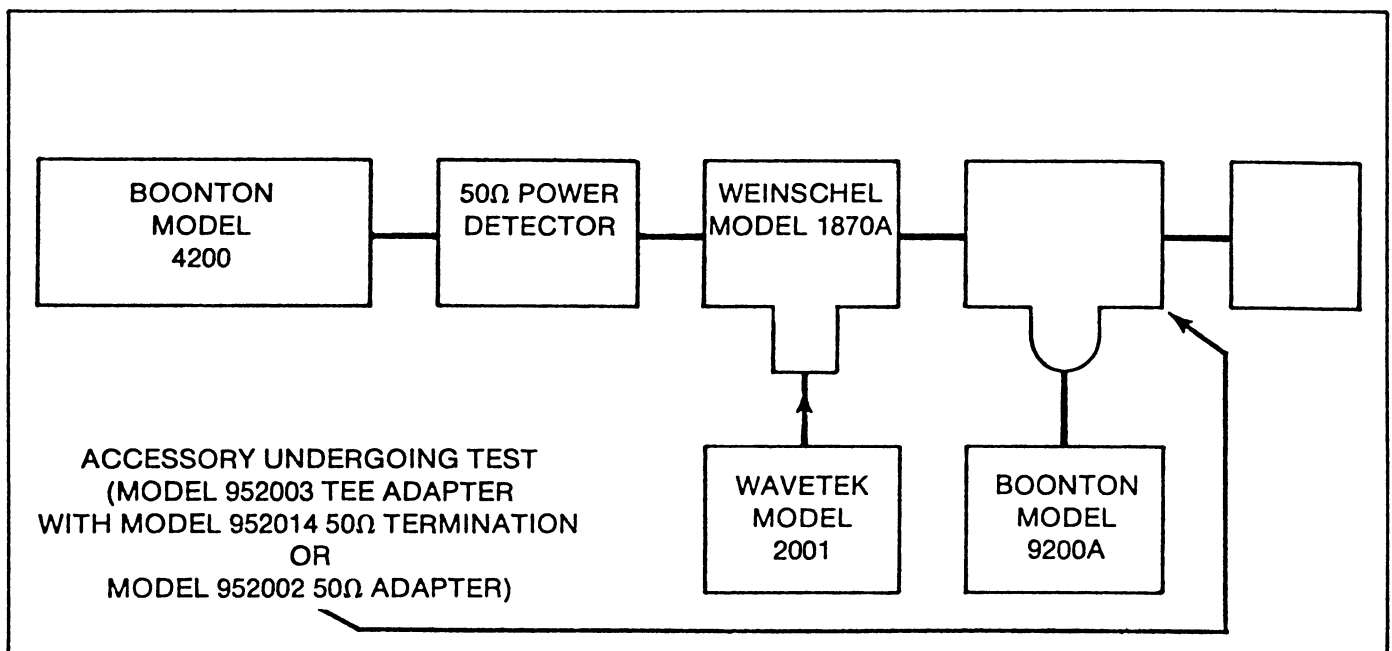 BOONTON
MODEL
4200
50Ω POWER
DETECTOR
WEINSCHEL
MODEL 1870A
ACCESSORY UNDERGOING TEST
(MODEL 952003 TEE ADAPTER
WITH MODEL 952014 50Ω TERMINATION
OR
MODEL 952002 50Ω ADAPTER)
WAVETEK
MODEL
2001
BOONTON
MODEL
9200A